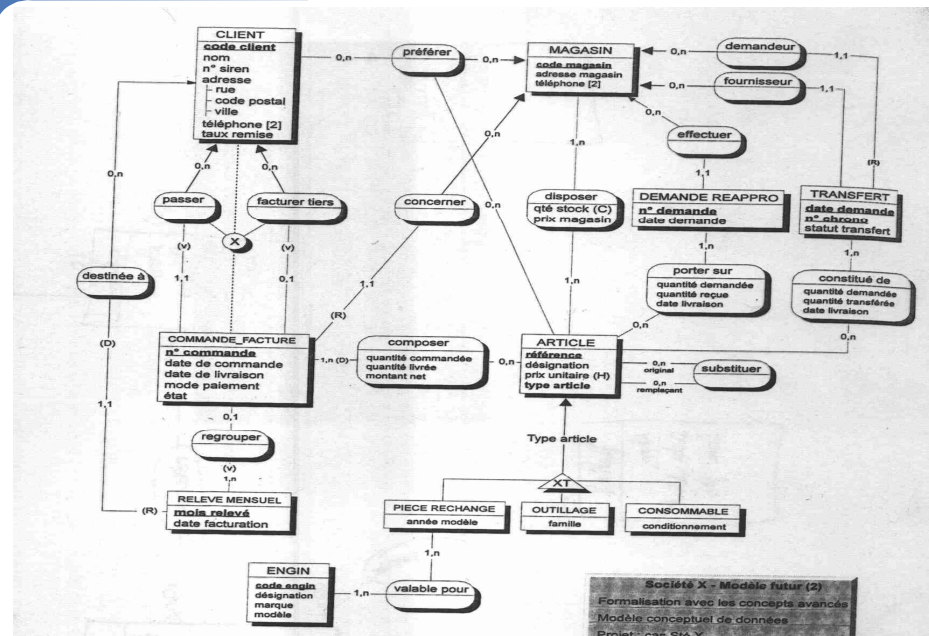 CLIENT
code client
nom
n° siren
adresse
rue
code postal
ville
téléphone [2]
taux remise
0,n
préférer
0,n
MAGASIN
code magasin
adresse magasin
téléphone [2]
0,n
demandeur
1,1
0,n
fournisseur
1,1
0,n
effectuer
1,1
(R)
0,n
0,n
0,n
passer
facturer tiers
X
(v)
(v)
1,1
0,1
0,n
concerner
1,1
(R)
0,n
1,n
disposer
qté stock (C)
prix magasin
1,n
DEMANDE REAPPRO
n° demande
date demande
1,n
TRANSFERT
date demande
n° chrono
statut transfert
1,n
destinée à
(D)
1,1
porter sur
quantité demandée
quantité reçue
date livraison
0,n
constitué de
quantité demandée
quantité transférée
date livraison
0,n
COMMANDE_FACTURE
n° commande
date de commande
date de livraison
mode paiement
état
1,n (D)
composer
quantité commandée
quantité livrée
montant net
0,n
ARTICLE
référence
désignation
prix unitaire (H)
type article
0,n
original
0,n
remplaçant
substituer
0,1
regrouper
(v)
1,n
(R)
RELEVE MENSUEL
mois relevé
date facturation
Type article
XT
PIECE RECHANGE
année modèle
OUTILLAGE
famille
CONSOMMABLE
conditionnement
1,n
ENGIN
code engin
désignation
marque
modèle
1,n
valable pour
Société X - Modèle futur (2)
Formalisation avec les concepts avancés
Modèle conceptuel de données
Projet : cas Sté X